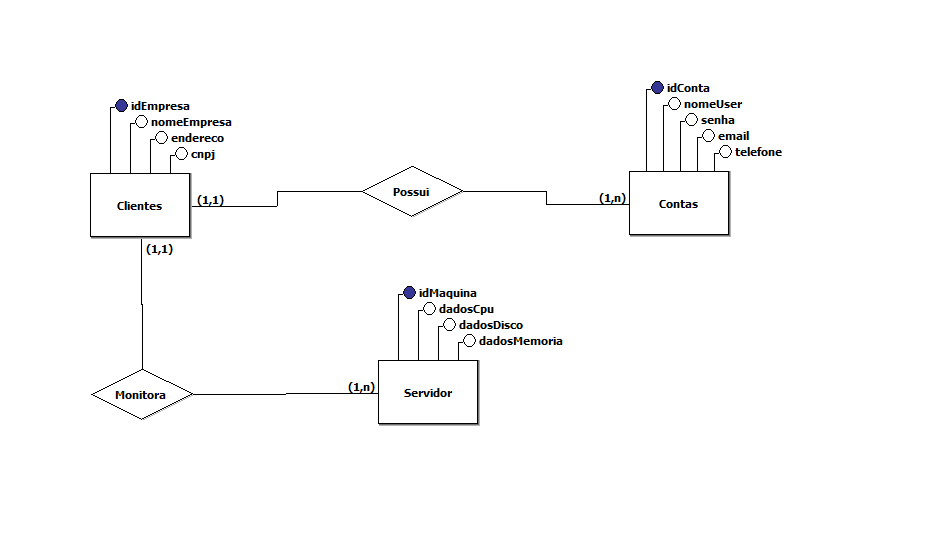 idEmpresa
nomeEmpresa
endereco
cnpj
Clientes
(1,1)
(1,1)
Possui
idConta
nomeUser
senha
email
telefone
(1,n)
Contas
Monitora
idMaquina
dadosCpu
dadosDisco
dadosMemoria
(1,n)
Servidor